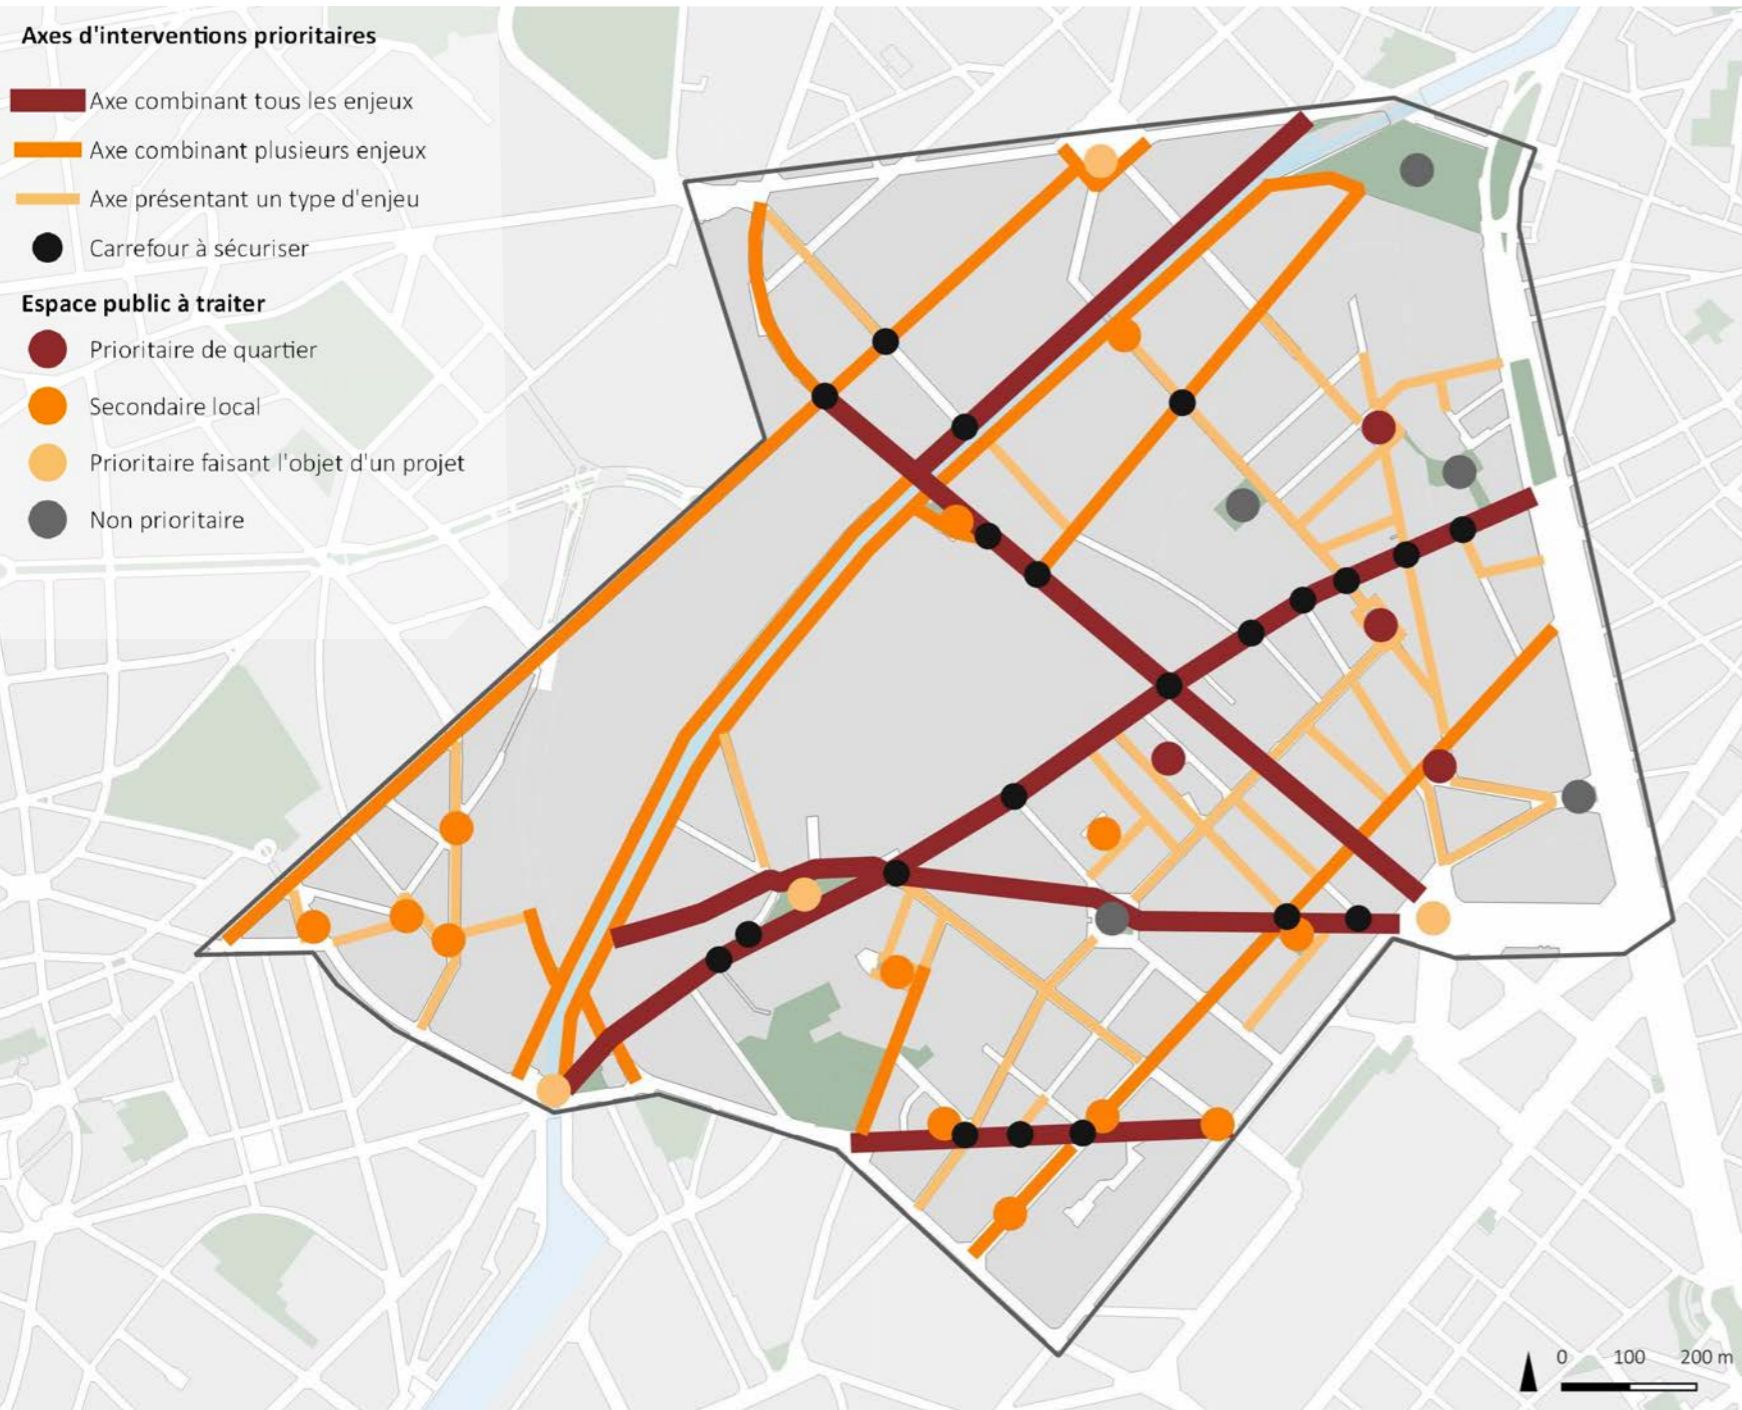 Axes d'interventions prioritaires
Axe combinant tous les enjeux
Axe combinant plusieurs enjeux
Axe présentant un type d'enjeu
Carrefour à sécuriser
Espace public à traiter
Prioritaire de quartier
Secondaire local
Prioritaire faisant l'objet d'un projet
Non prioritaire
0 100 200 m